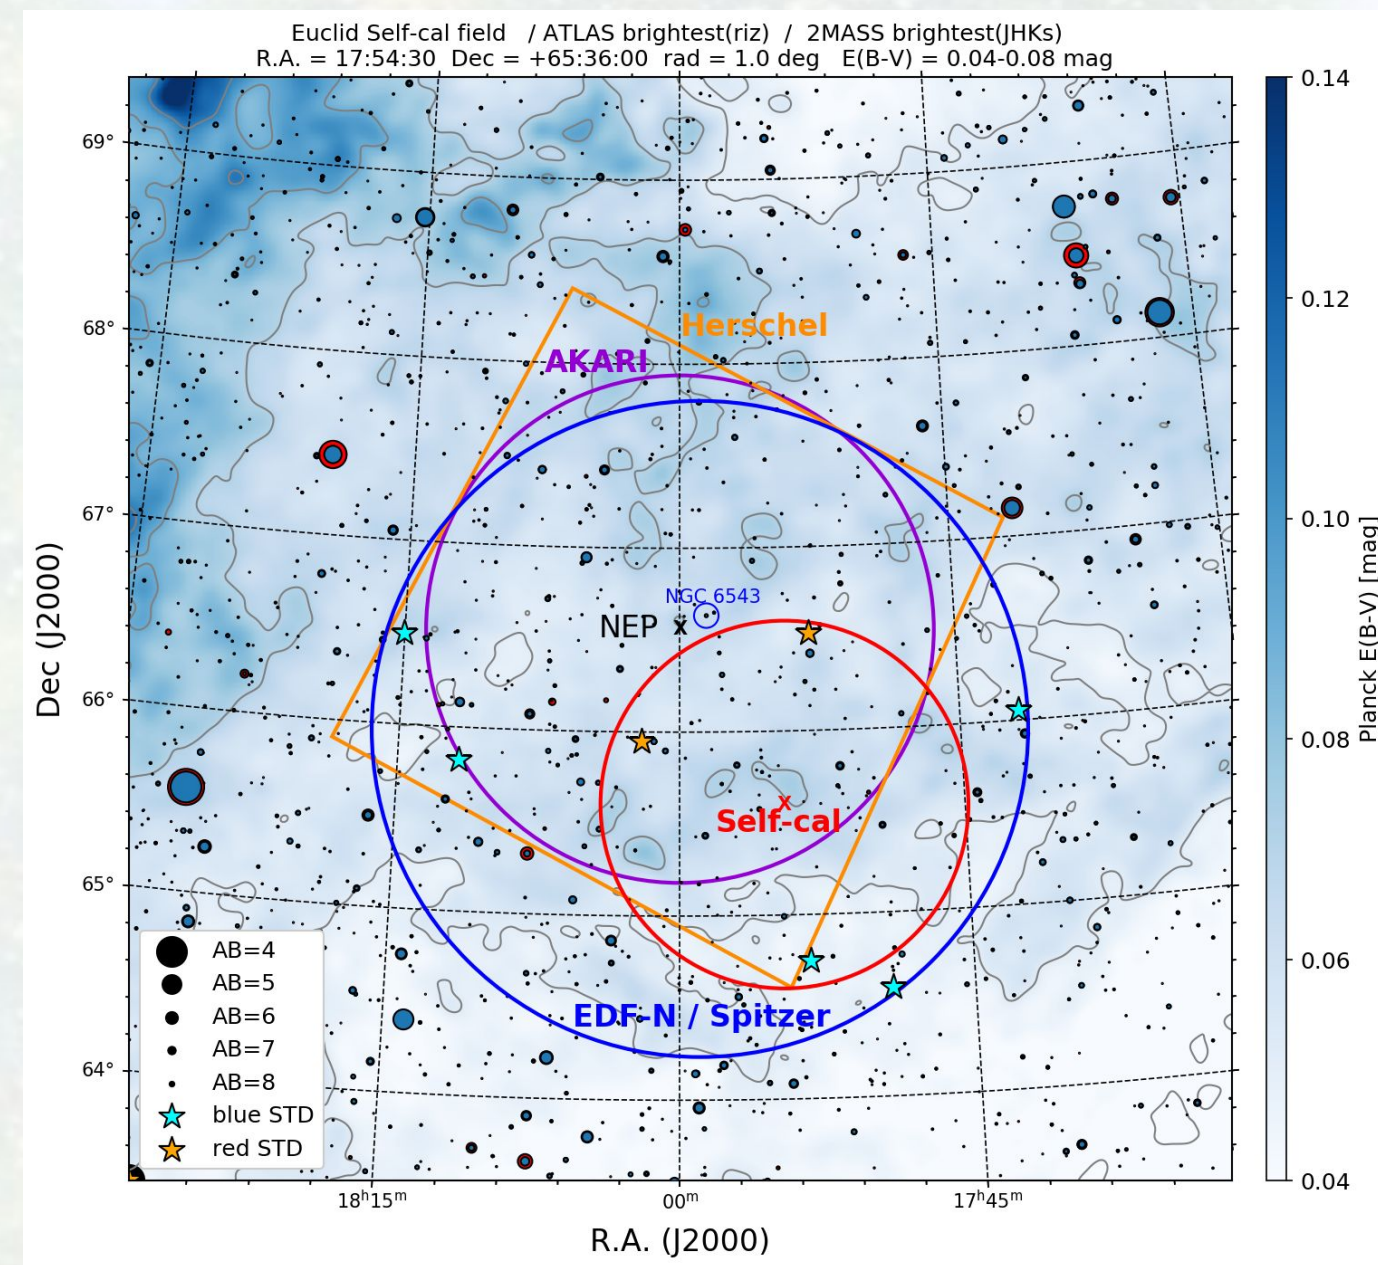 Euclid Self-cal field / ATLAS brightest(riz) / 2MASS brightest(JHKs)
R.A. = 17:54:30 Dec = +65:36:00 rad = 1.0 deg E(B-V) = 0.04-0.08 mag
0.14
69°
0.12
68°
Herschel
AKARI
0.10
67°
NGC 6543
NEP x
66°
0.08
x
Self-cal
65°
0.06
AB=4
AB=5
AB=6
AB=7
AB=8
blue STD
red STD
EDF-N / Spitzer
64°
0.04
18ʰ15ᵐ
00ᵐ
17ʰ45ᵐ
R.A. (J2000)
Dec (J2000)
Planck E(B-V) [mag]